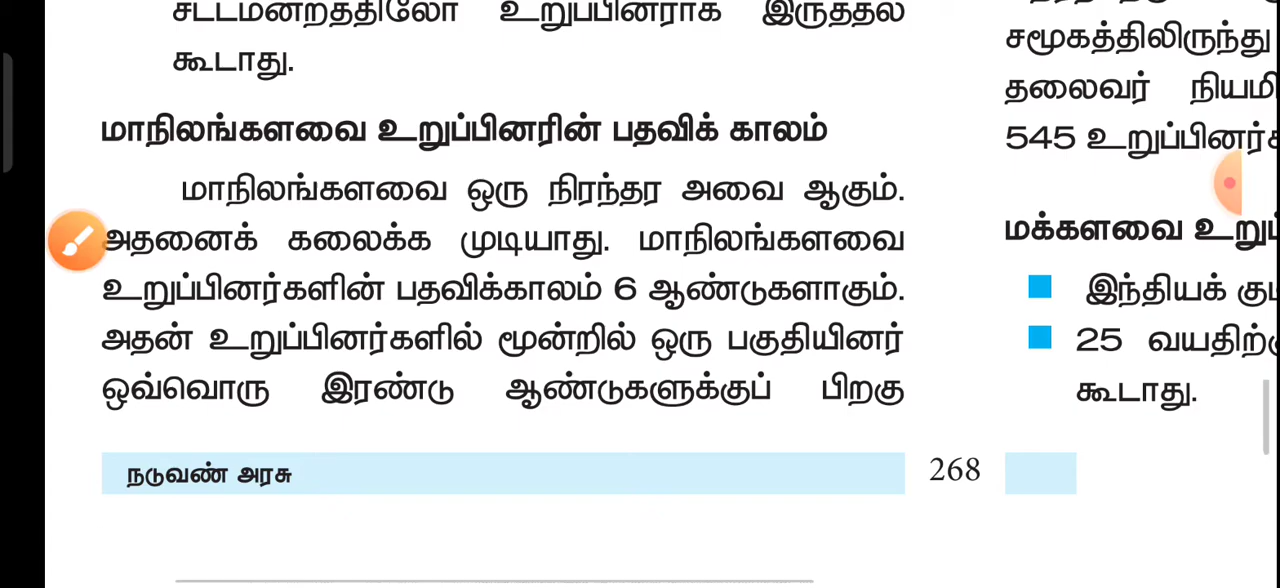 சட்டமன்றத்திலோ உறுப்பினராக இருத்தல்
கூடாது.
மாநிலங்களவை உறுப்பினரின் பதவிக் காலம்
மாநிலங்களவை ஒரு நிரந்தர அவை ஆகும்.
அதனைக் கலைக்க முடியாது. மாநிலங்களவை
உறுப்பினர்களின் பதவிக்காலம் 6 ஆண்டுகளாகும்.
அதன் உறுப்பினர்களில் மூன்றில் ஒரு பகுதியினர்
ஒவ்வொரு இரண்டு ஆண்டுகளுக்குப் பிறகு
நடுவண் அரசு
268
சமூகத்திலிருந்து
தலைவர்
545
மக்களவை
இந்தியக்
25
கூடாது.